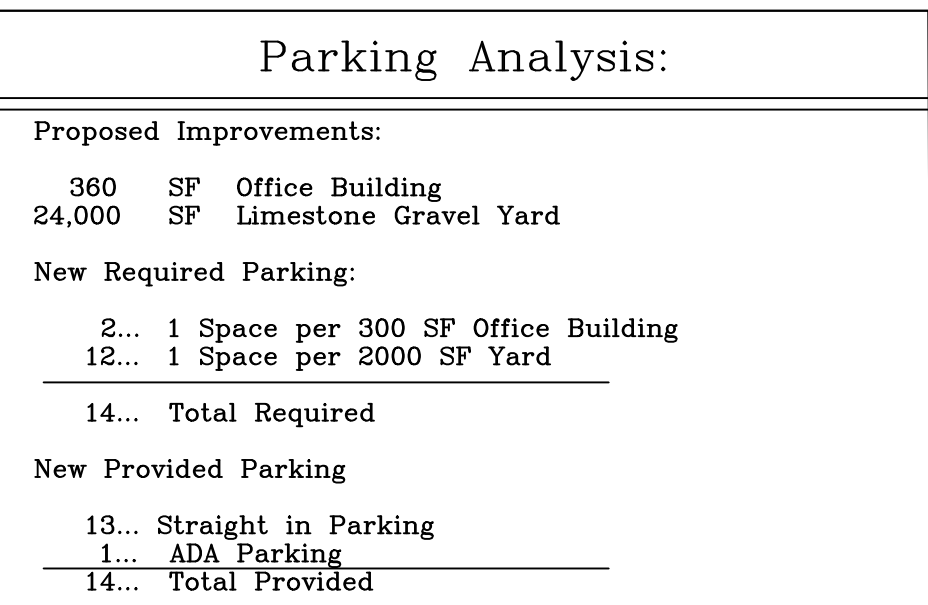 Parking Analysis:
Proposed Improvements:
360 SF Office Building
24,000 SF Limestone Gravel Yard
New Required Parking:
2... 1 Space per 300 SF Office Building
12... 1 Space per 2000 SF Yard
14... Total Required
New Provided Parking
13... Straight in Parking
1... ADA Parking
14... Total Provided